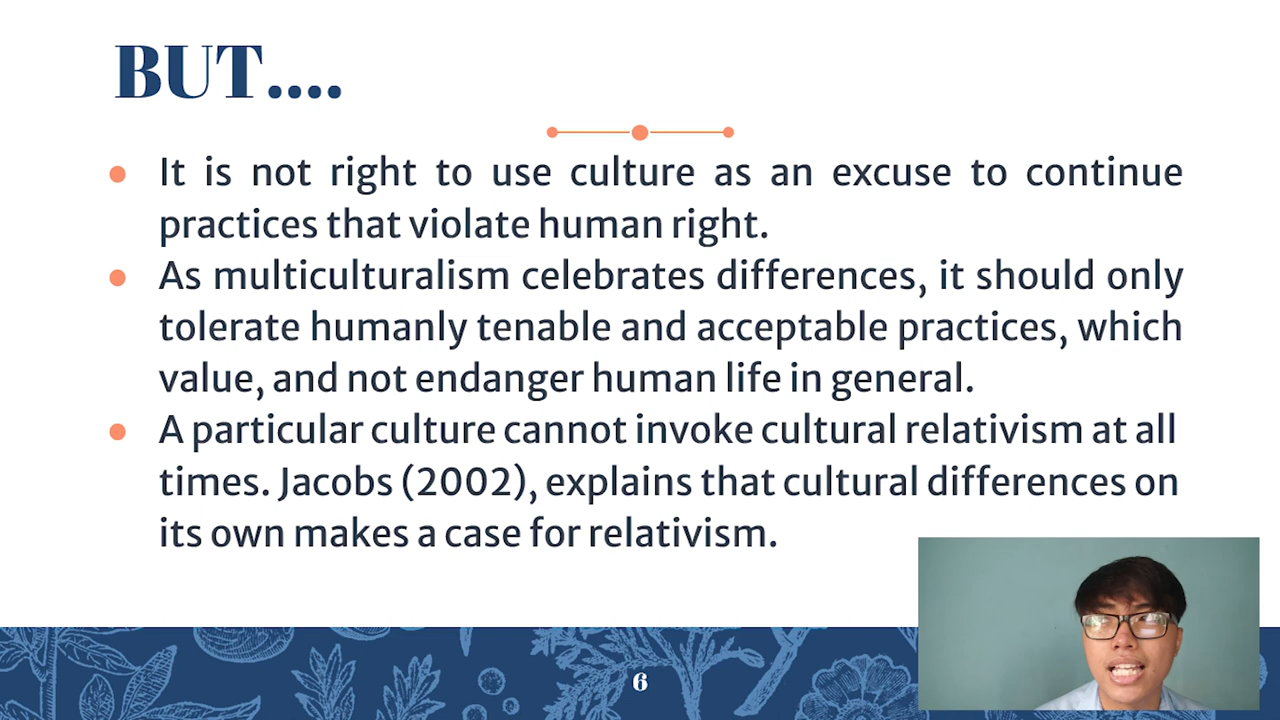 BUT....
It is not right to use culture as an excuse to continue
practices that violate human right.
As multiculturalism celebrates differences, it should only
tolerate humanly tenable and acceptable practices, which
value, and not endanger human life in general.
A particular culture cannot invoke cultural relativism at all
times. Jacobs (2002), explains that cultural differences on
its own makes a case for relativism.
6